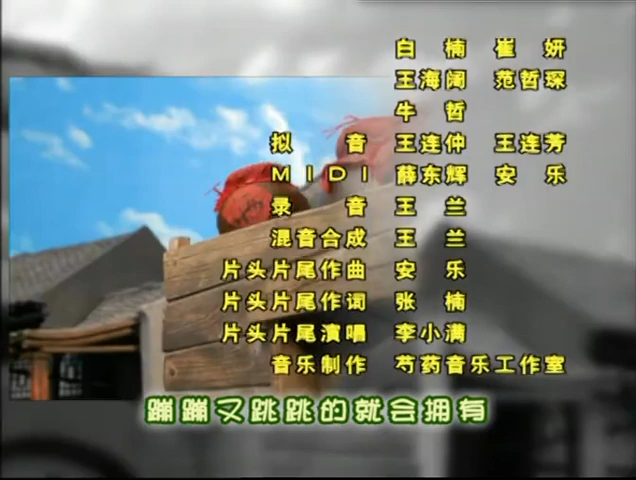 白楠 崔妍
王海阔 范哲琛
牛哲
拟音 王连仲 王连芳
MIDI 薛东辉 安乐
录音 王兰
混音合成 王兰
片头片尾作曲 安乐
片头片尾作词 张楠
片头片尾演唱 李小满
音乐制作 芍药音乐工作室
蹦蹦又跳跳的就会拥有